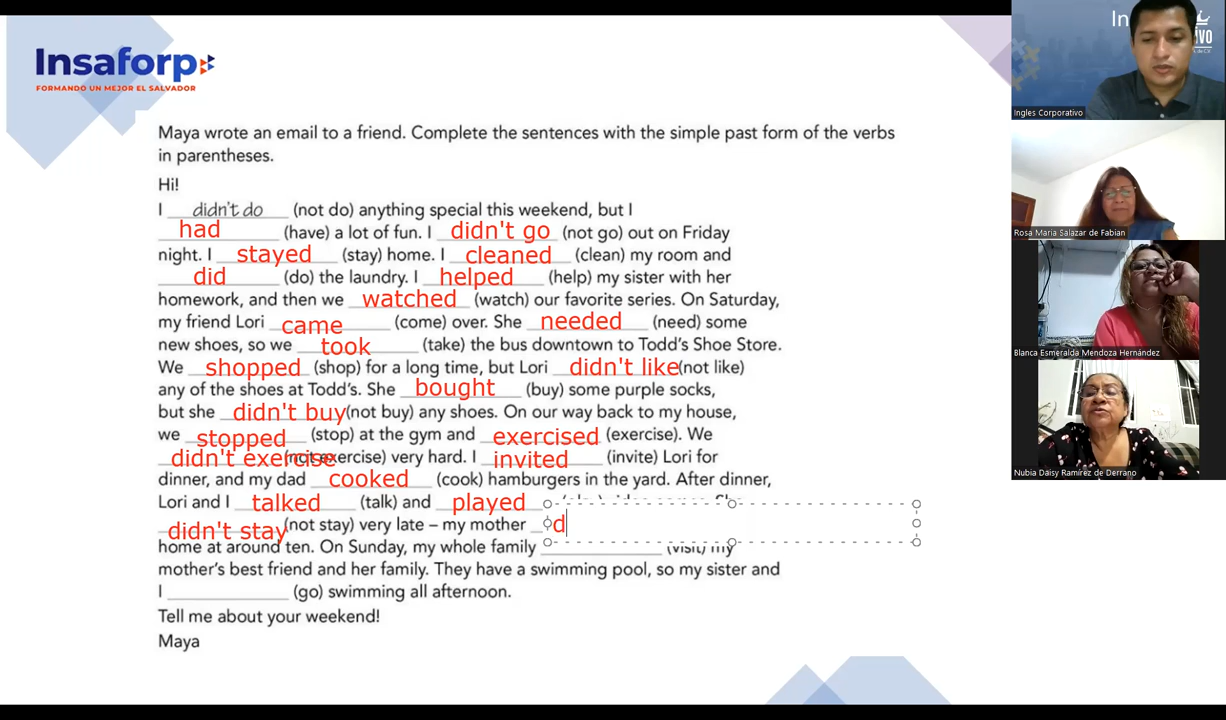 Insaforp
FORMANDO UN MEJOR EL SALVADOR
Maya wrote an email to a friend. Complete the sentences with the simple past form of the verbs
in parentheses.
Hi!
I didn't do (not do) anything special this weekend, but I
had (have) a lot of fun. I didn't go (not go) out on Friday
night. I stayed (stay) home. I cleaned (clean) my room and
did (do) the laundry. I helped (help) my sister with her
homework, and then we watched (watch) our favorite series. On Saturday,
my friend Lori came (come) over. She needed (need) some
new shoes, so we took (take) the bus downtown to Todd's Shoe Store.
We shopped (shop) for a long time, but Lori didn't like (not like)
any of the shoes at Todd's. She bought (buy) some purple socks,
but she didn't buy (not buy) any shoes. On our way back to my house,
we stopped (stop) at the gym and exercised (exercise). We
didn't exercise (not exercise) very hard. I invited (invite) Lori for
dinner, and my dad cooked (cook) hamburgers in the yard. After dinner,
Lori and I talked (talk) and played
didn't stay (not stay) very late – my mother d
home at around ten. On Sunday, my whole family (visit) my
mother's best friend and her family. They have a swimming pool, so my sister and
I (go) swimming all afternoon.
Tell me about your weekend!
Maya
In
VO
Ingles Corporativo
Rosa Maria Salazar de Fabian
Blanca Esmeralda Mendoza Hernández
Nubia Daisy Ramírez de Derrano